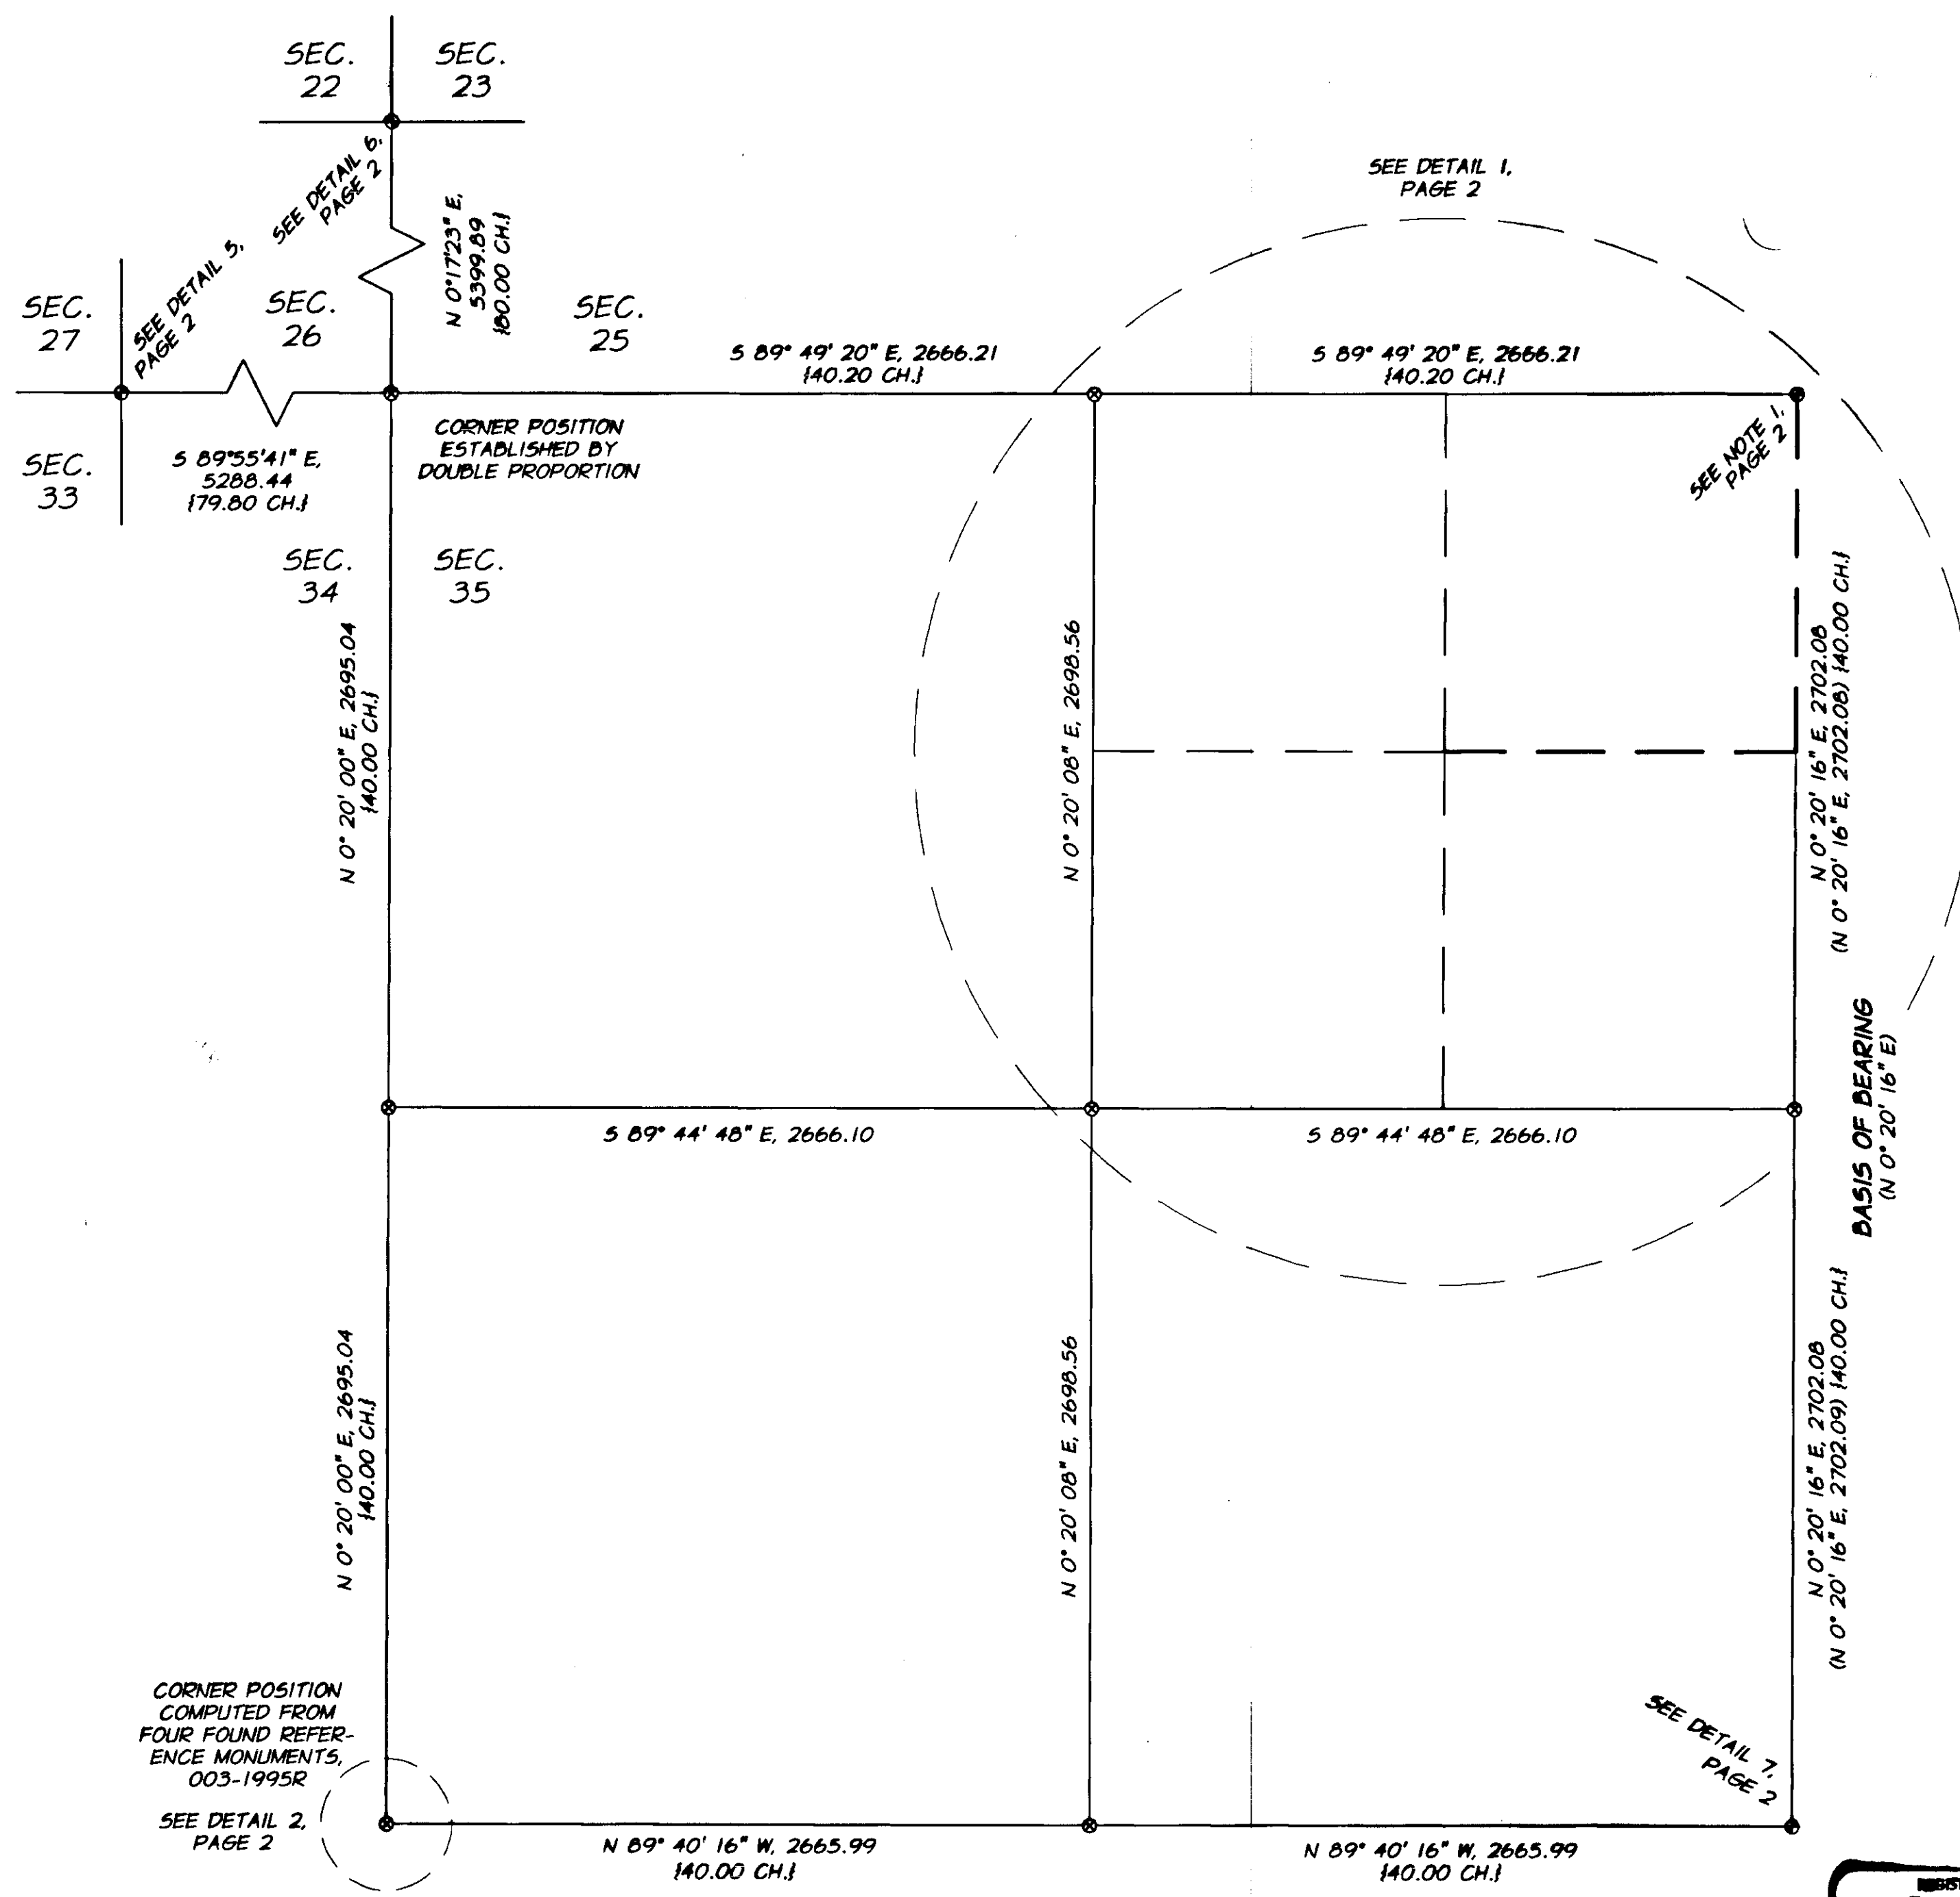 SEC.
22
SEC.
23
SEE DETAIL 6,
PAGE 2
SEE DETAIL 5,
PAGE 2
N 0°17'23" E,
5399.89
{80.00 CH.}
SEE DETAIL 1,
PAGE 2
SEC.
27
SEC.
26
SEC.
25
S 89° 49' 20" E, 2666.21
{40.20 CH.}
S 89° 49' 20" E, 2666.21
{40.20 CH.}
SEC.
33
S 89°55'41" E,
5288.44
{79.80 CH.}
CORNER POSITION
ESTABLISHED BY
DOUBLE PROPORTION
SEE NOTE 1,
PAGE 2
SEC.
34
SEC.
35
N 0° 20' 00" E, 2695.04
{40.00 CH.}
N 0° 20' 08" E, 2698.56
N 0° 20' 16" E, 2702.08
(N 0° 20' 16" E, 2702.08) {40.00 CH.}
BASIS OF BEARING
(N 0° 20' 16" E)
S 89° 44' 48" E, 2666.10
S 89° 44' 48" E, 2666.10
N 0° 20' 00" E, 2695.04
{40.00 CH.}
N 0° 20' 08" E, 2698.56
N 0° 20' 16" E, 2702.08
(N 0° 20' 16" E, 2702.09) {40.00 CH.}
CORNER POSITION
COMPUTED FROM
FOUR FOUND REFER-
ENCE MONUMENTS,
003-1995R
SEE DETAIL 2,
PAGE 2
SEE DETAIL 7,
PAGE 2
N 89° 40' 16" W, 2665.99
{40.00 CH.}
N 89° 40' 16" W, 2665.99
{40.00 CH.}